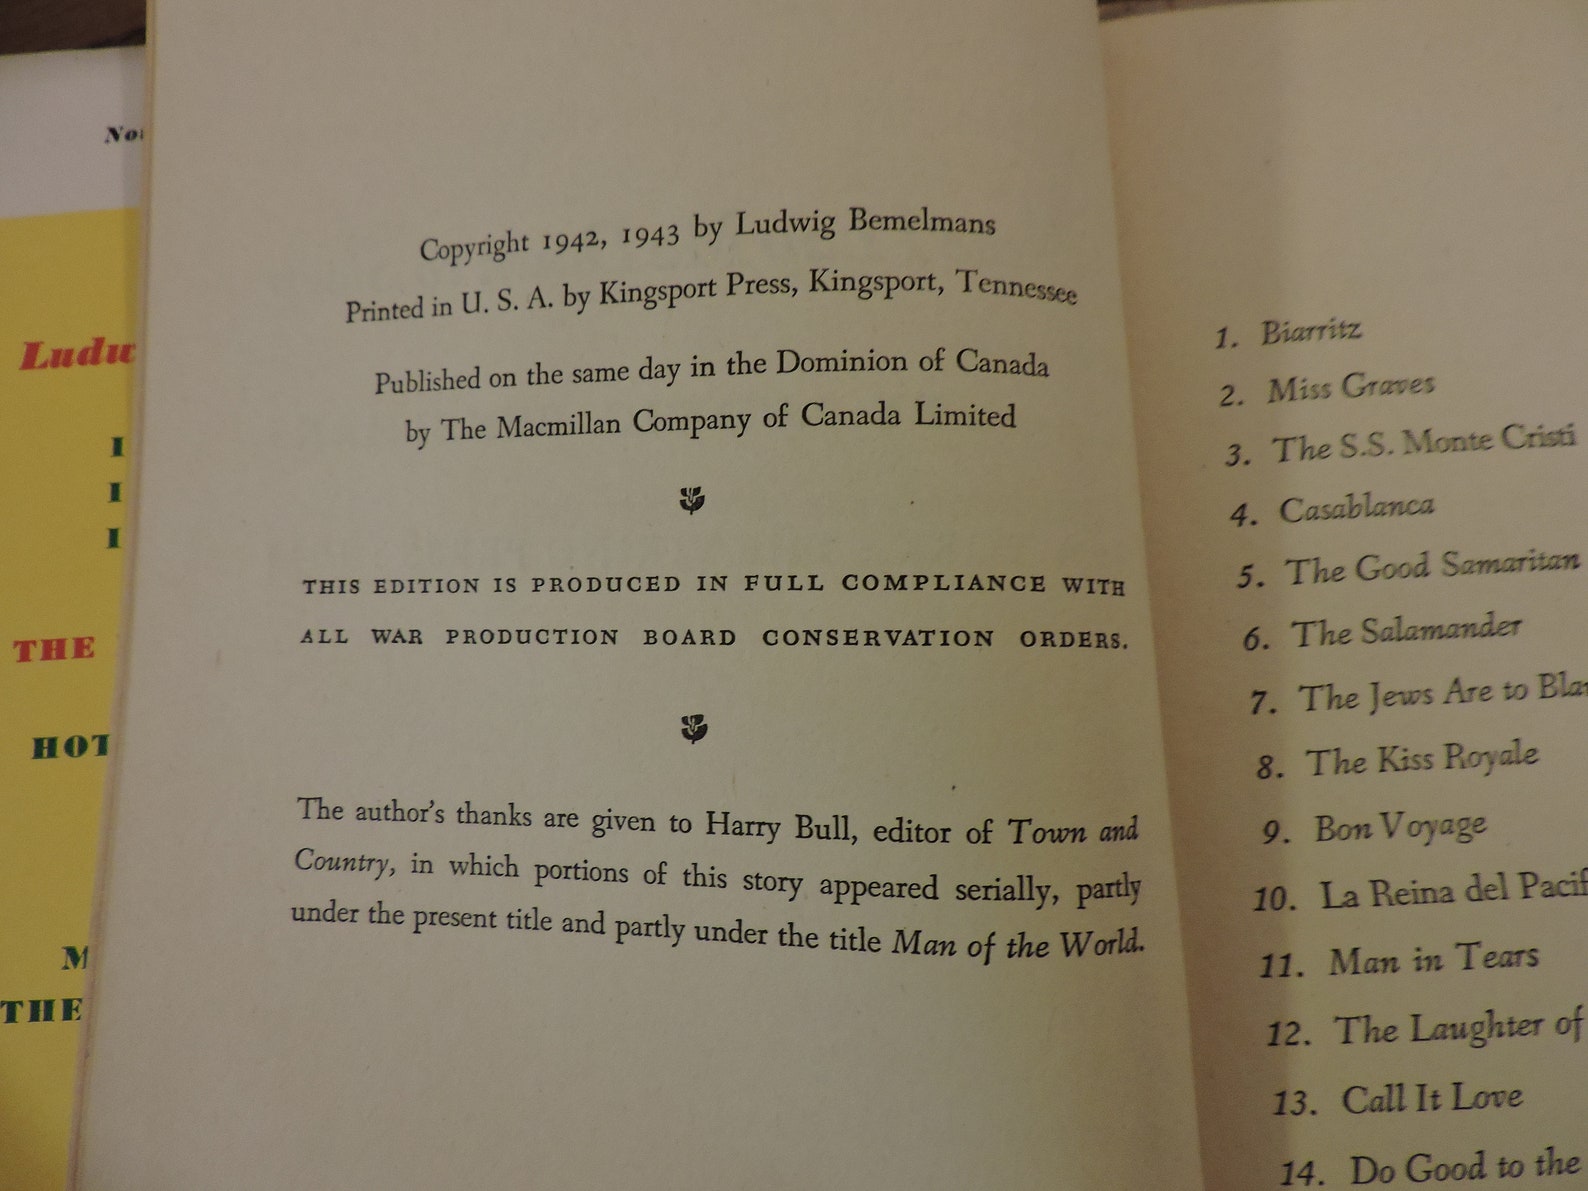 Copyright 1942, 1943 by Ludwig Bemelmans
Printed in U. S. A. by Kingsport Press, Kingsport, Tennessee
Published on the same day in the Dominion of Canada
by The Macmillan Company of Canada Limited
THIS EDITION IS PRODUCED IN FULL COMPLIANCE WITH
ALL WAR PRODUCTION BOARD CONSERVATION ORDERS.
The author's thanks are given to Harry Bull, editor of Town and
Country, in which portions of this story appeared serially, partly
under the present title and partly under the title Man of the World.
1. Biarritz
2. Miss Graves
3. The S.S. Monte Cristi
4. Casablanca
5. The Good Samaritan
6. The Salamander
7. The Jews Are to
8. The Kiss Royale
9. Bon Voyage
10. La Reina del
11. Man in Tears
12. The Laughter of
13. Call It Love
14. Do Good to the
THE
HOT
THE